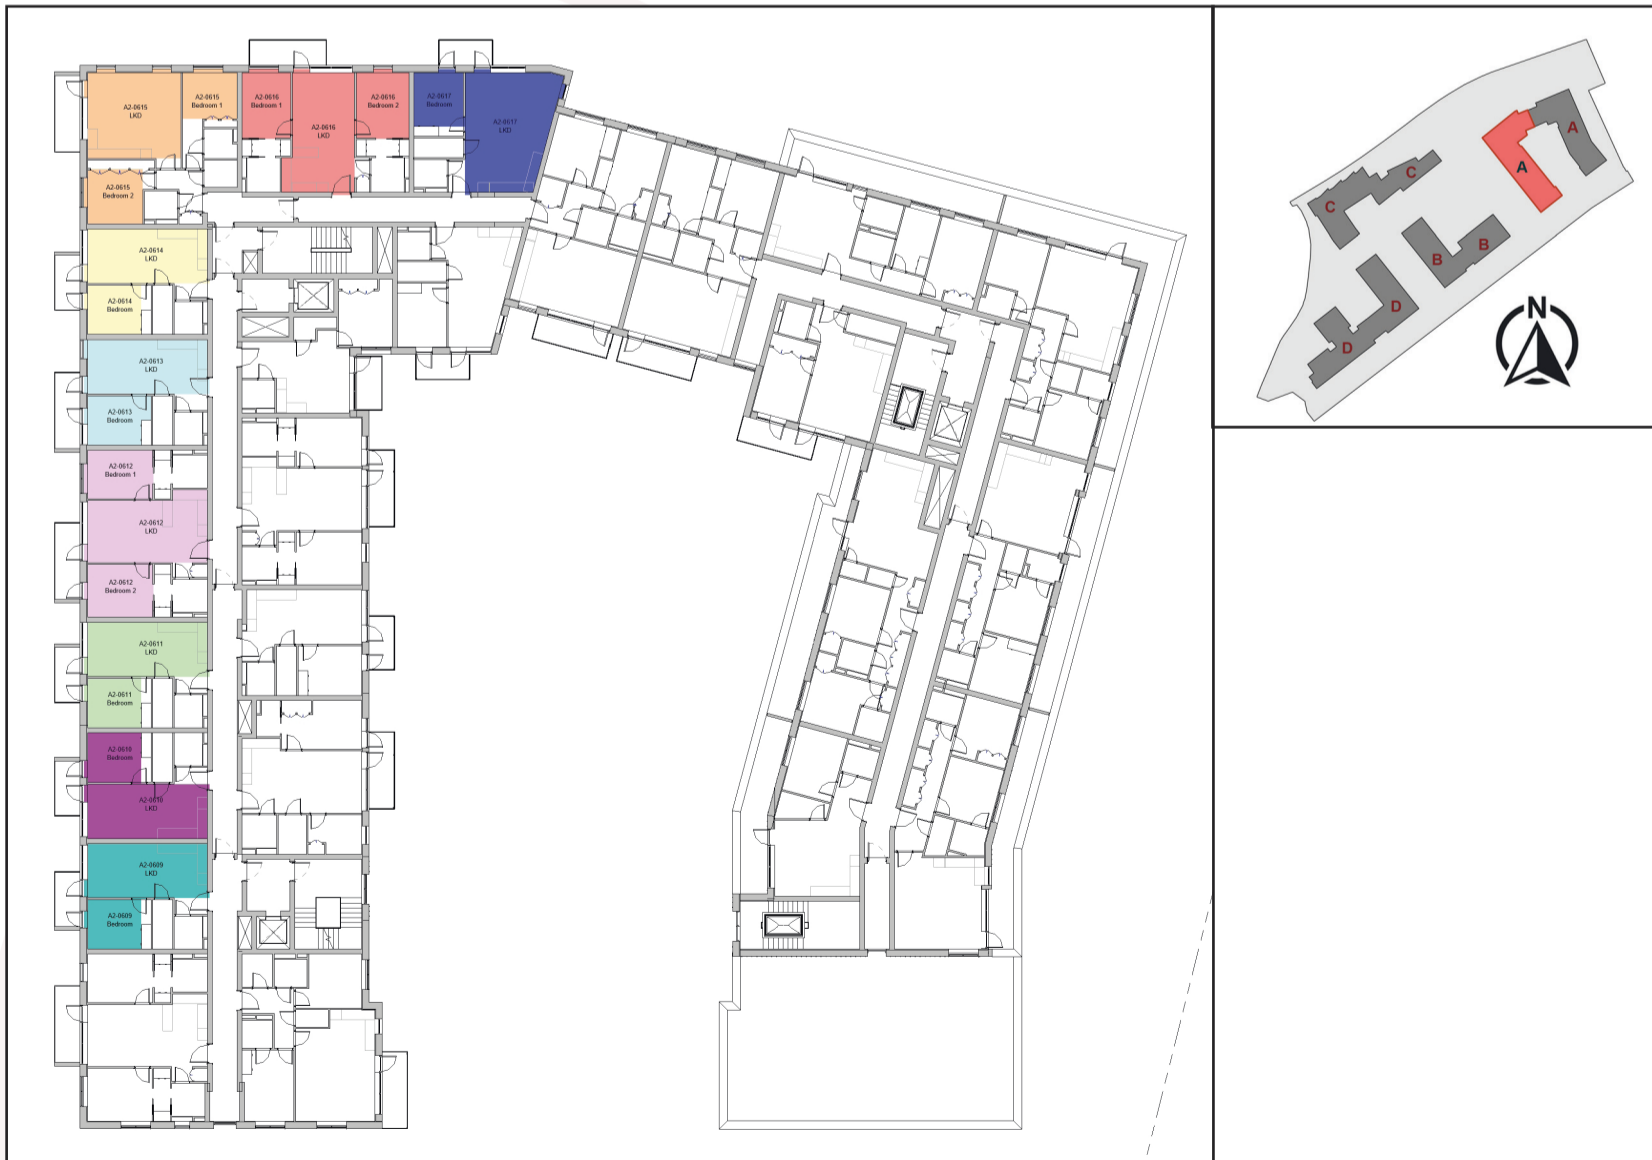 A2-0615
LKD
A2-0615
Bedroom 1
A2-0616
Bedroom 1
A2-0616
LKD
A2-0616
Bedroom 2
A2-0617
Bedroom
A2-0617
LKD
A2-0615
Bedroom 2
A2-0614
LKD
A2-0614
Bedroom
A2-0613
LKD
A2-0613
Bedroom
A2-0612
Bedroom 1
A2-0612
LKD
A2-0612
Bedroom 2
A2-0611
LKD
A2-0611
Bedroom
A2-0610
Bedroom
A2-0610
LKD
A2-0609
LKD
A2-0609
Bedroom
A
A
C
C
B
B
D
D
N